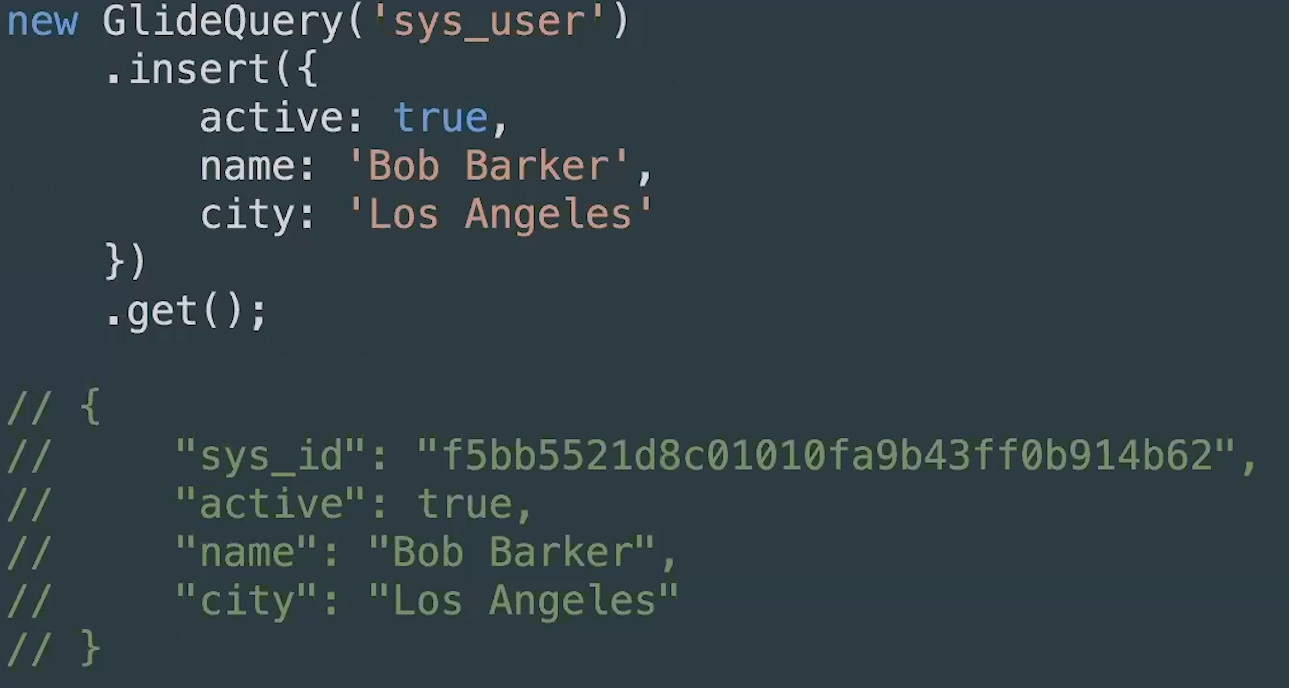 new GlideQuery('sys_user')
    .insert({
        active: true,
        name: 'Bob Barker',
        city: 'Los Angeles'
    })
    .get();

// {
//     "sys_id": "f5bb5521d8c01010fa9b43ff0b914b62",
//     "active": true,
//     "name": "Bob Barker",
//     "city": "Los Angeles"
// }